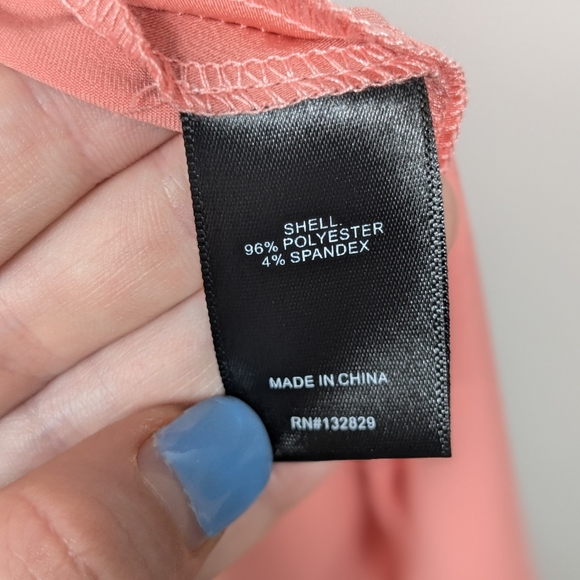 SHELL:
96% POLYESTER
4% SPANDEX
MADE IN CHINA
RN#132829